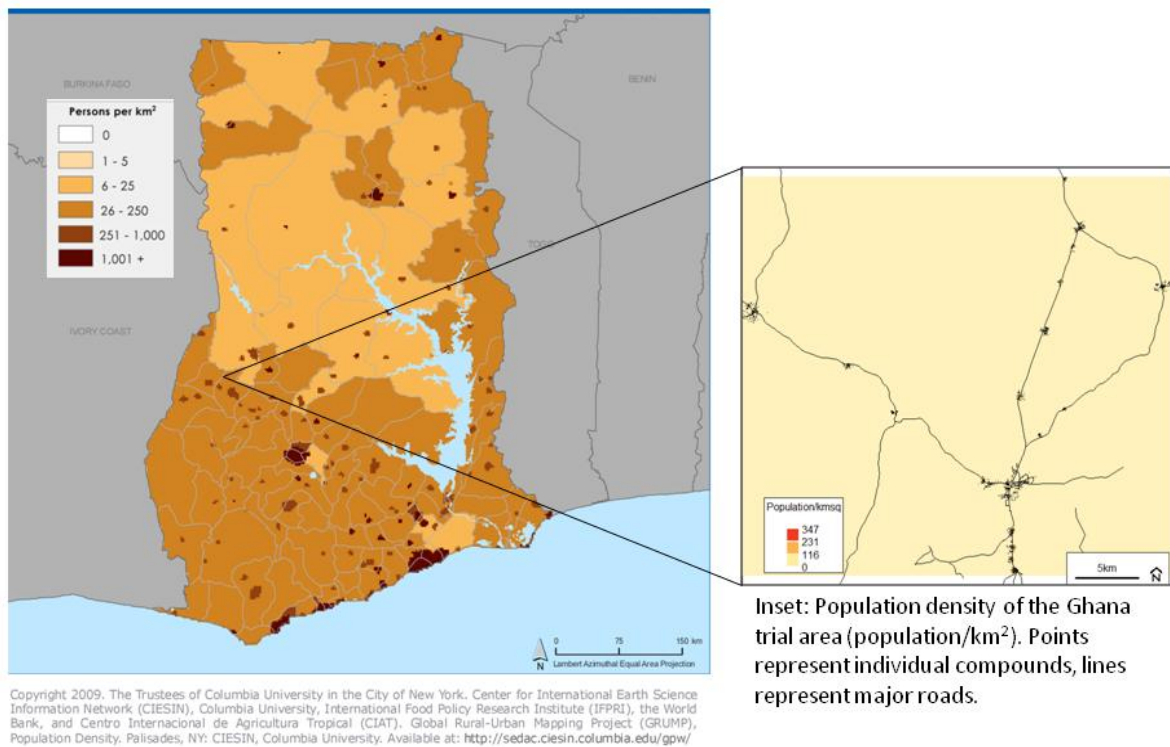 BURKINA FASO
BENIN
Persons per km²
0
1 - 5
6 - 25
26 - 250
251 - 1,000
1,001 +
TOGO
IVORY COAST
0 75 150 km
N Lambert Azimuthal Equal Area Projection
Population/kmsq
347
231
116
0
5km
N
Inset: Population density of the Ghana
trial area (population/km²). Points
represent individual compounds, lines
represent major roads.
Copyright 2009. The Trustees of Columbia University in the City of New York. Center for International Earth Science
Information Network (CIESIN), Columbia University, International Food Policy Research Institute (IFPRI), the World
Bank, and Centro Internacional de Agricultura Tropical (CIAT). Global Rural-Urban Mapping Project (GRUMP),
Population Density. Palisades, NY: CIESIN, Columbia University. Available at: http://sedac.ciesin.columbia.edu/gpw/